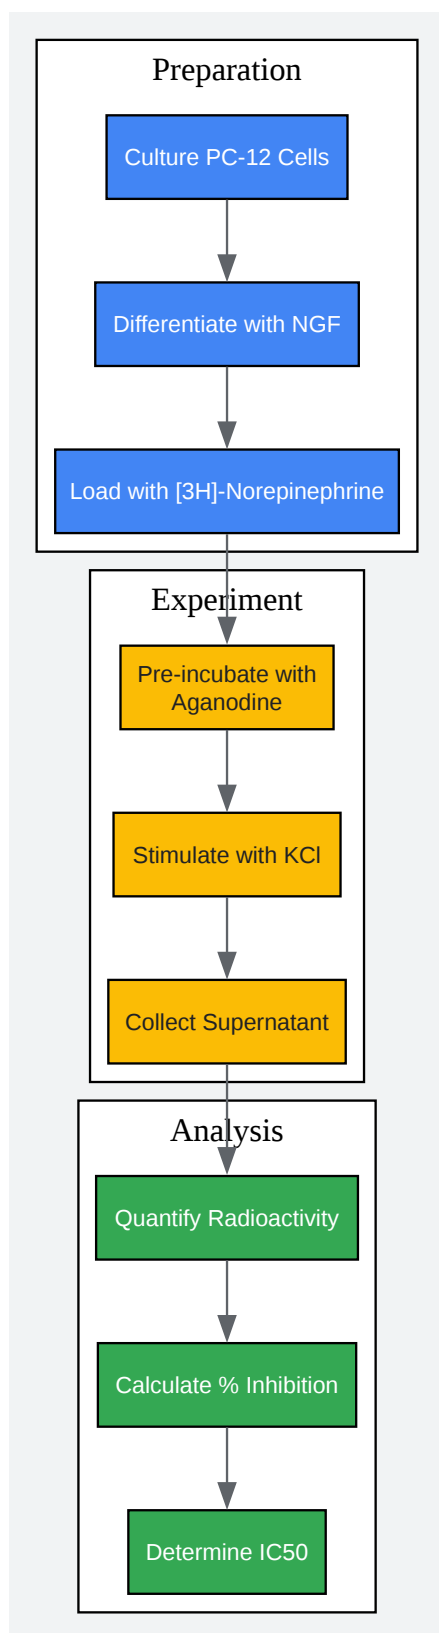 Preparation
Culture PC-12 Cells
Differentiate with NGF
Load with [3H]-Norepinephrine
Experiment
Pre-incubate with
Aganodine
Stimulate with KCl
Collect Supernatant
Analysis
Quantify Radioactivity
Calculate % Inhibition
Determine IC50